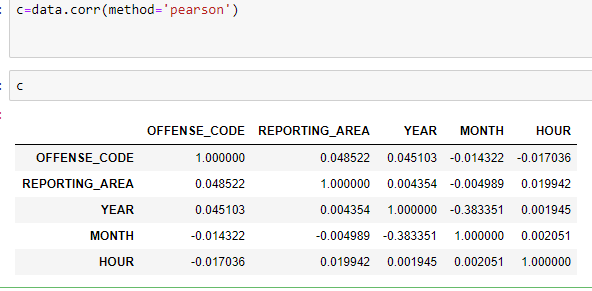 c=data.corr(method='pearson')
c
OFFENSE_CODE REPORTING_AREA YEAR MONTH HOUR
OFFENSE_CODE 1.000000 0.048522 0.045103 -0.014322 -0.017036
REPORTING_AREA 0.048522 1.000000 0.004354 -0.004989 0.019942
YEAR 0.045103 0.004354 1.000000 -0.383351 0.001945
MONTH -0.014322 -0.004989 -0.383351 1.000000 0.002051
HOUR -0.017036 0.019942 0.001945 0.002051 1.000000